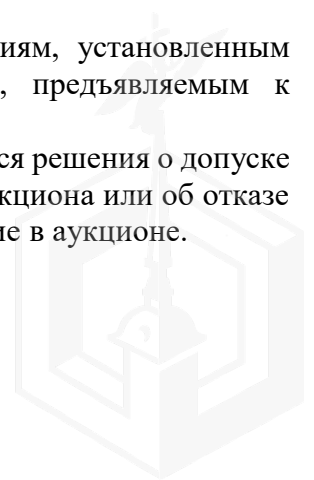 иям, установленным
, предъявляемым к
ся решения о допуске
кциона или об отказе
ие в аукционе.